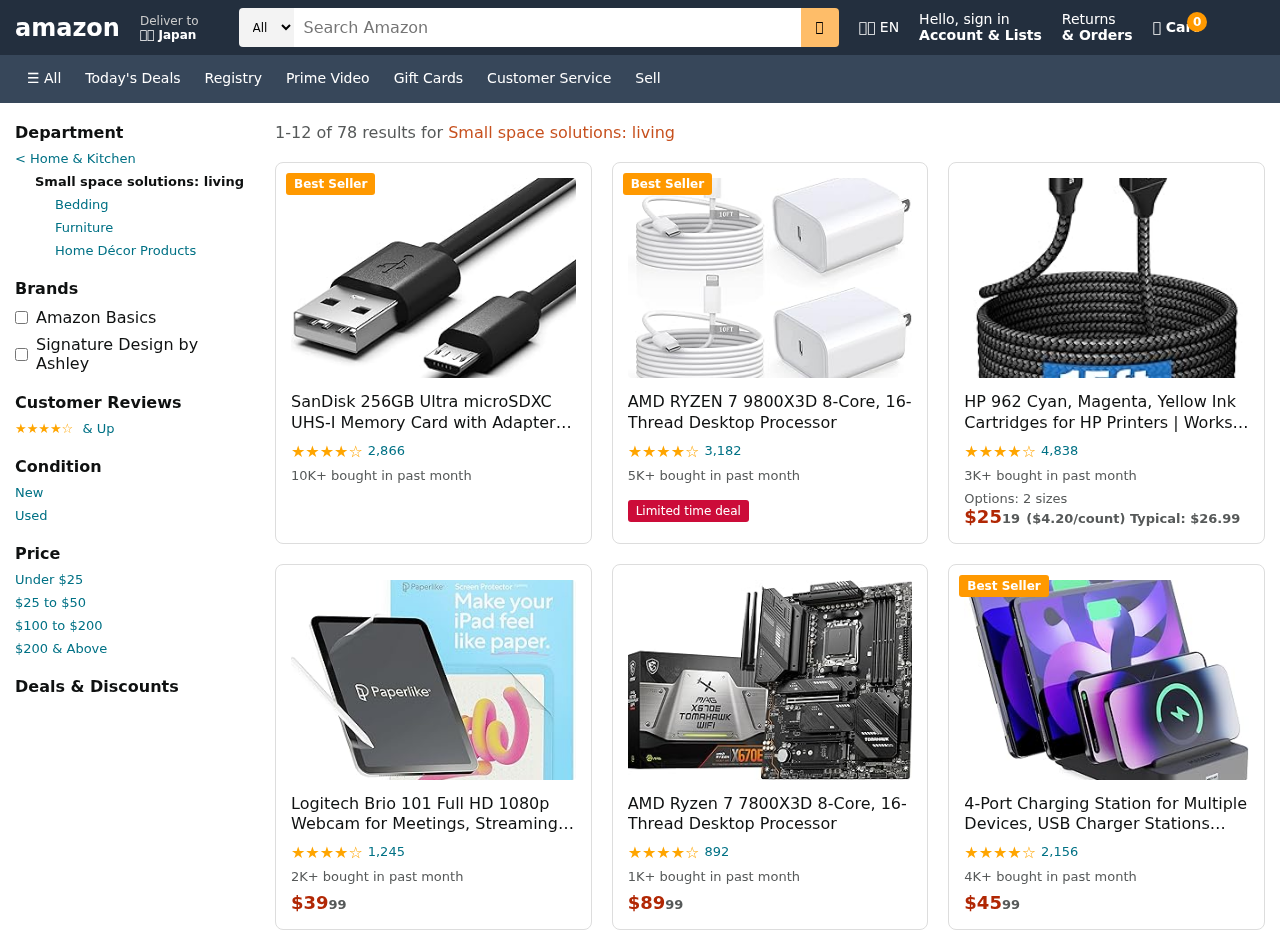 amazon
Deliver to
Japan
All
Search Amazon
EN
Hello, sign in
Account & Lists
Returns
& Orders
0
☰ All
Today's Deals
Registry
Prime Video
Gift Cards
Customer Service
Sell
Department
< Home & Kitchen
Small space solutions: living
Bedding
Furniture
Home Décor Products
Brands
Amazon Basics
Signature Design by
Ashley
Customer Reviews
★★★★☆ & Up
Condition
New
Used
Price
Under $25
$25 to $50
$100 to $200
$200 & Above
Deals & Discounts
1-12 of 78 results for Small space solutions: living
Best Seller
SanDisk 256GB Ultra microSDXC
UHS-I Memory Card with Adapter…
★★★★☆ 2,866
10K+ bought in past month
Best Seller
10FT
10FT
AMD RYZEN 7 9800X3D 8-Core, 16-
Thread Desktop Processor
★★★★☆ 3,182
5K+ bought in past month
Limited time deal
15ft
HP 962 Cyan, Magenta, Yellow Ink
Cartridges for HP Printers | Works…
★★★★☆ 4,838
3K+ bought in past month
Options: 2 sizes
$2519 ($4.20/count) Typical: $26.99
Paperlike Screen Protector
Make your
iPad feel
like paper.
Paperlike
Logitech Brio 101 Full HD 1080p
Webcam for Meetings, Streaming…
★★★★☆ 1,245
2K+ bought in past month
$3999
MAG
X670E
TOMAHAWK
WIFI
X670E
AMD Ryzen 7 7800X3D 8-Core, 16-
Thread Desktop Processor
★★★★☆ 892
1K+ bought in past month
$8999
Best Seller
4-Port Charging Station for Multiple
Devices, USB Charger Stations…
★★★★☆ 2,156
4K+ bought in past month
$4599